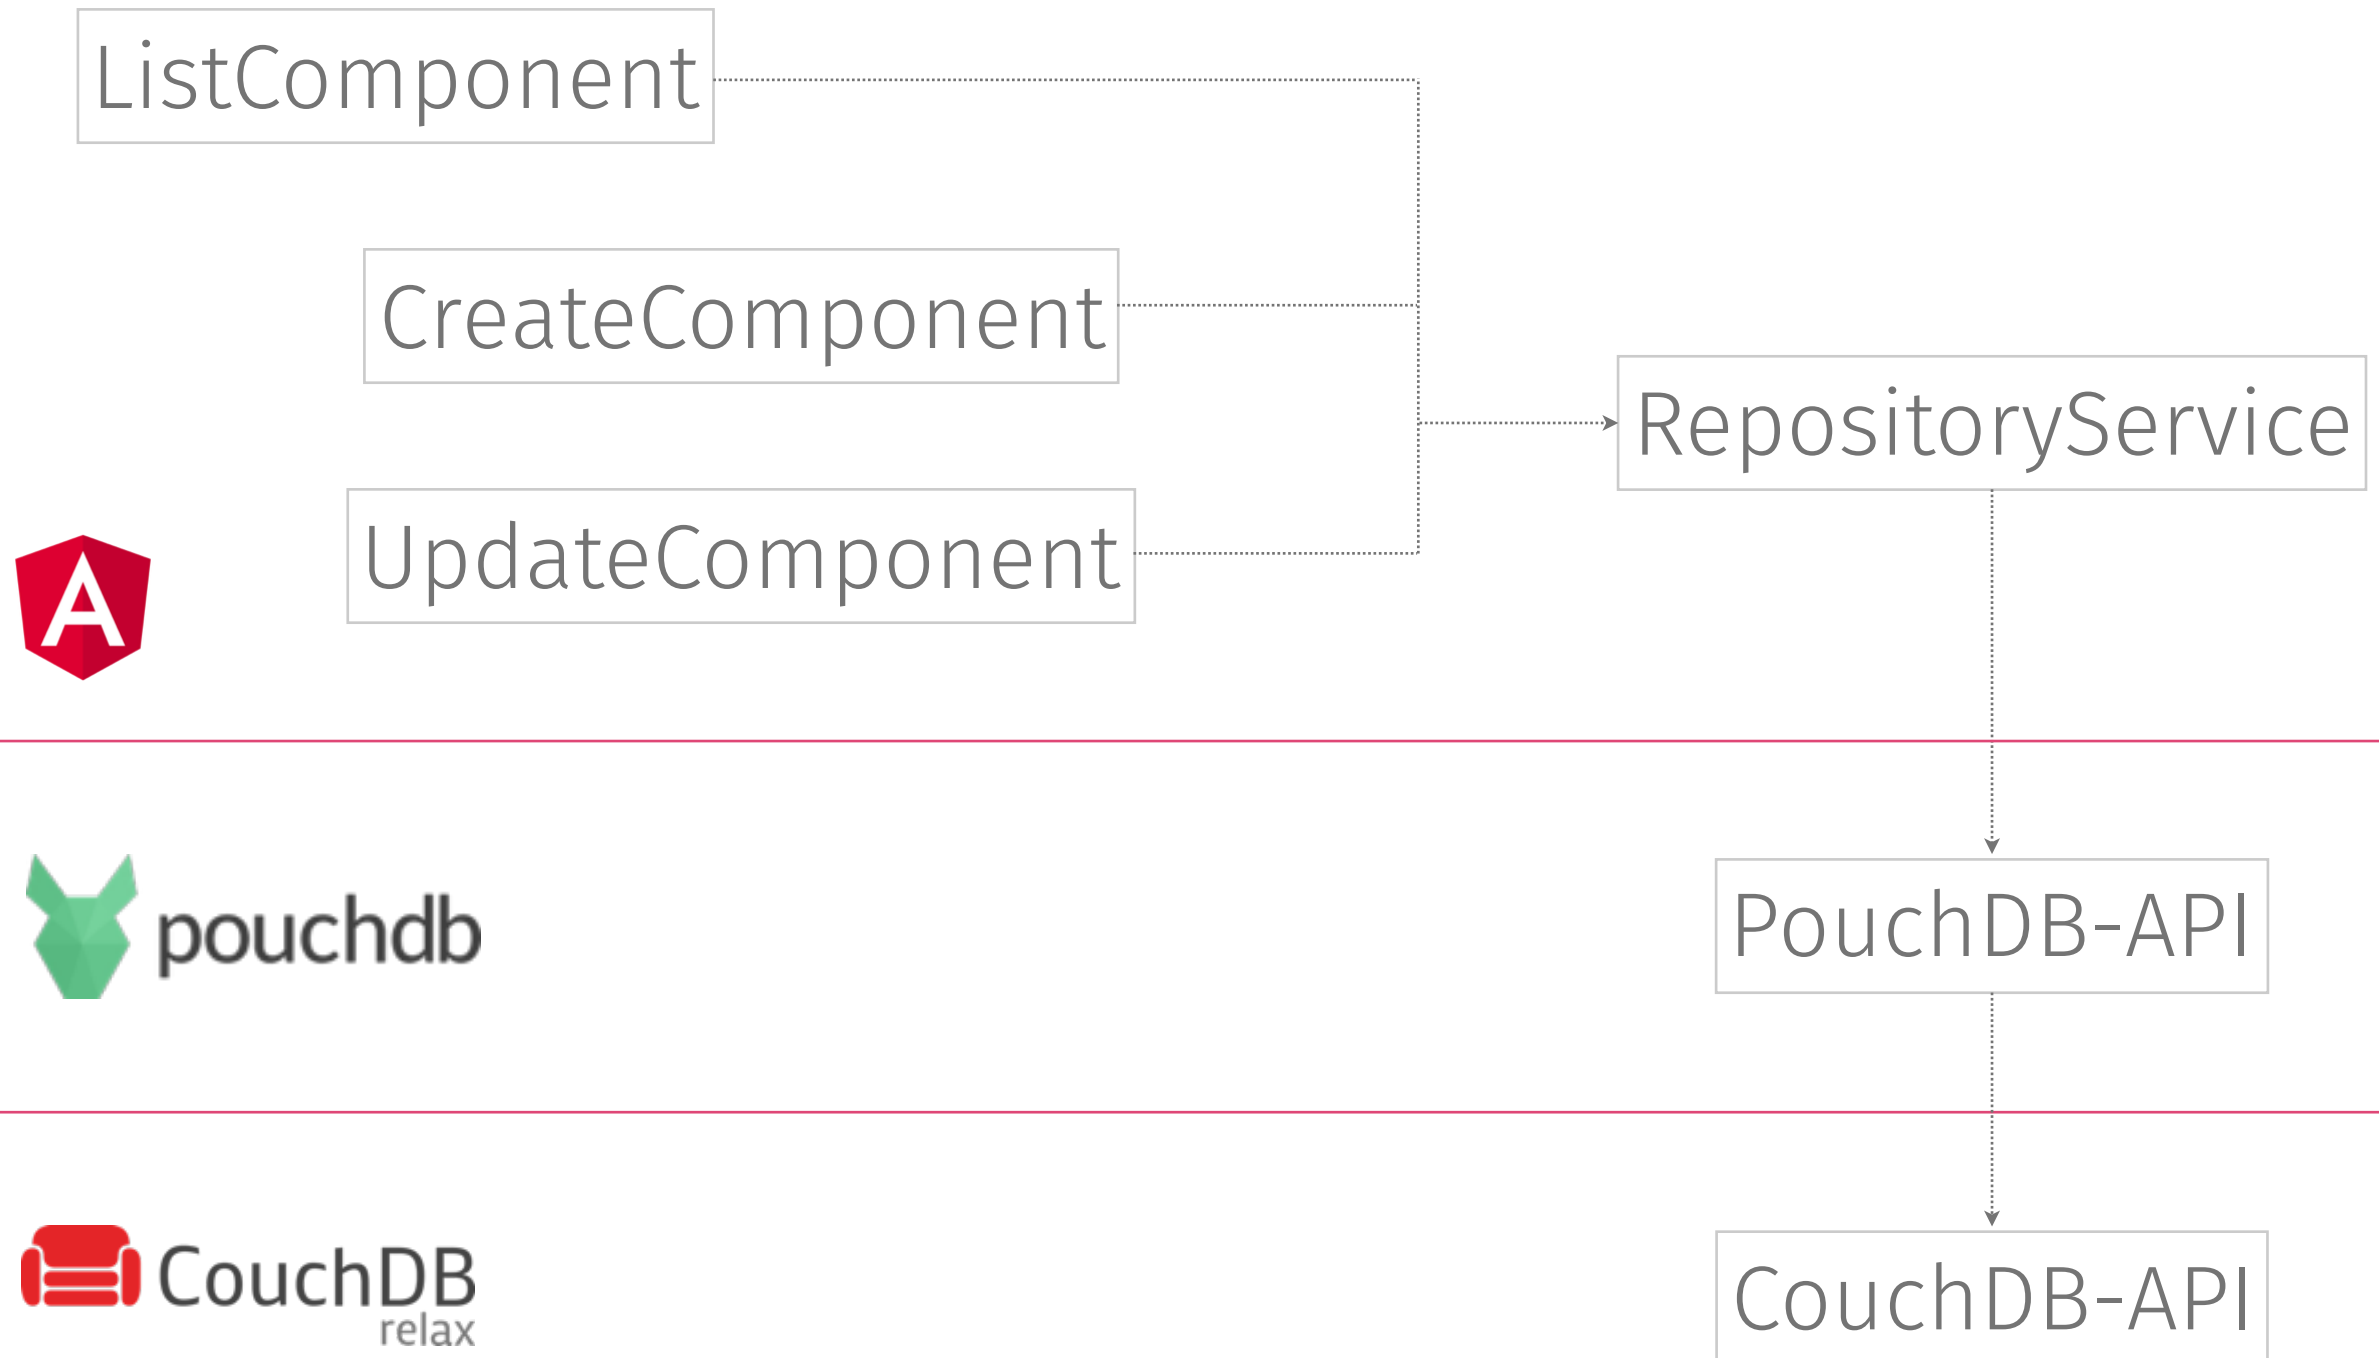 ListComponent
CreateComponent
RepositoryService
UpdateComponent
A
pouchdb
PouchDB-API
CouchDB
relax
CouchDB-API